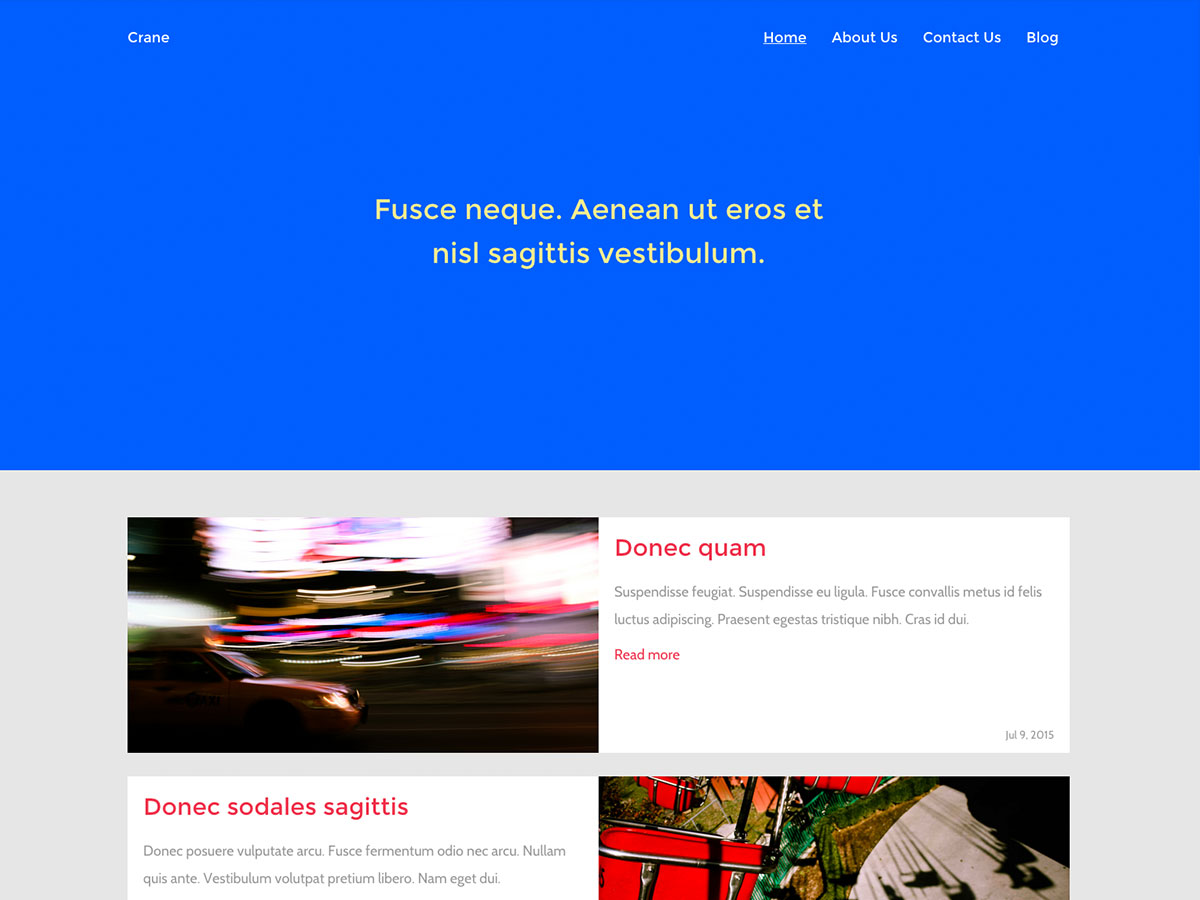 Crane
Home About Us Contact Us Blog
Fusce neque. Aenean ut eros et
nisl sagittis vestibulum.
Donec quam
Suspendisse feugiat. Suspendisse eu ligula. Fusce convallis metus id felis
luctus adipiscing. Praesent egestas tristique nibh. Cras id dui.
Read more
Jul 9, 2015
Donec sodales sagittis
Donec posuere vulputate arcu. Fusce fermentum odio nec arcu. Nullam
quis ante. Vestibulum volutpat pretium libero. Nam eget dui.